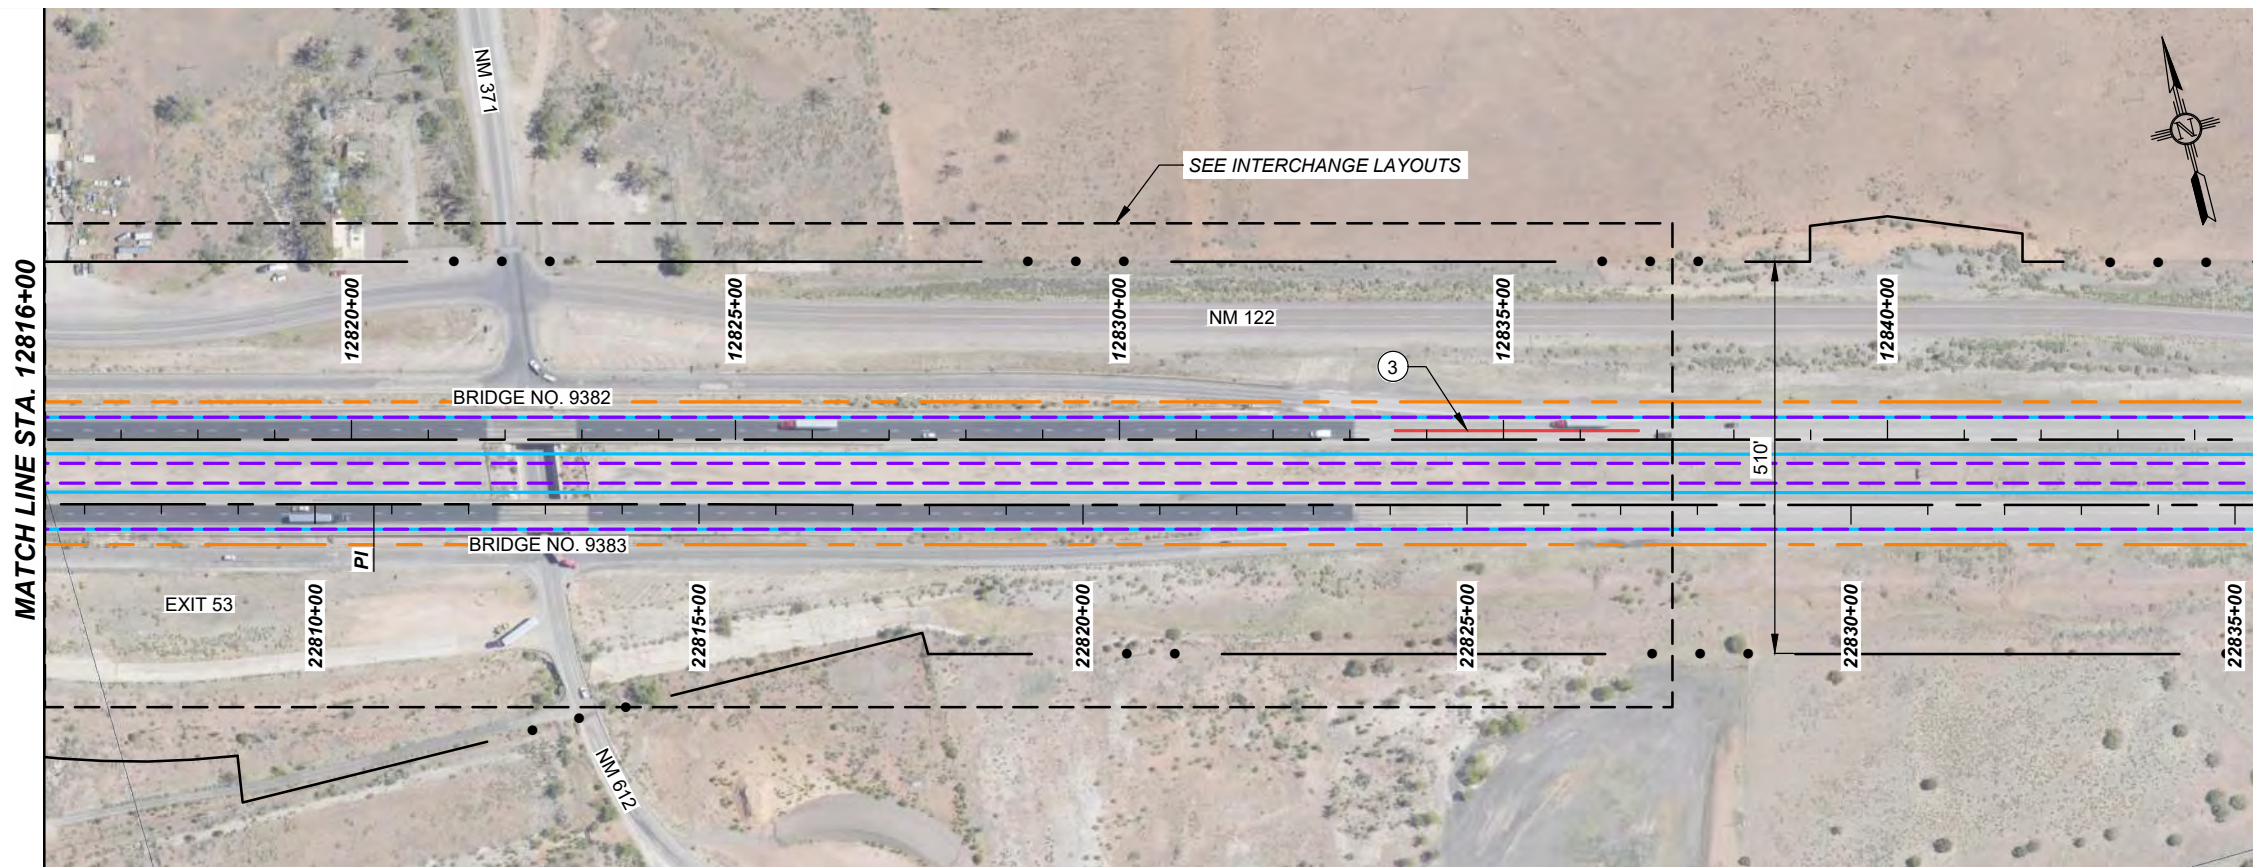 MATCH LINE STA. 12816+00
NM 371
SEE INTERCHANGE LAYOUTS
N
12820+00
12825+00
12830+00
12835+00
12840+00
NM 122
3
BRIDGE NO. 9382
510'
BRIDGE NO. 9383
PI
EXIT 53
22810+00
22815+00
22820+00
22825+00
22830+00
22835+00
NM 612